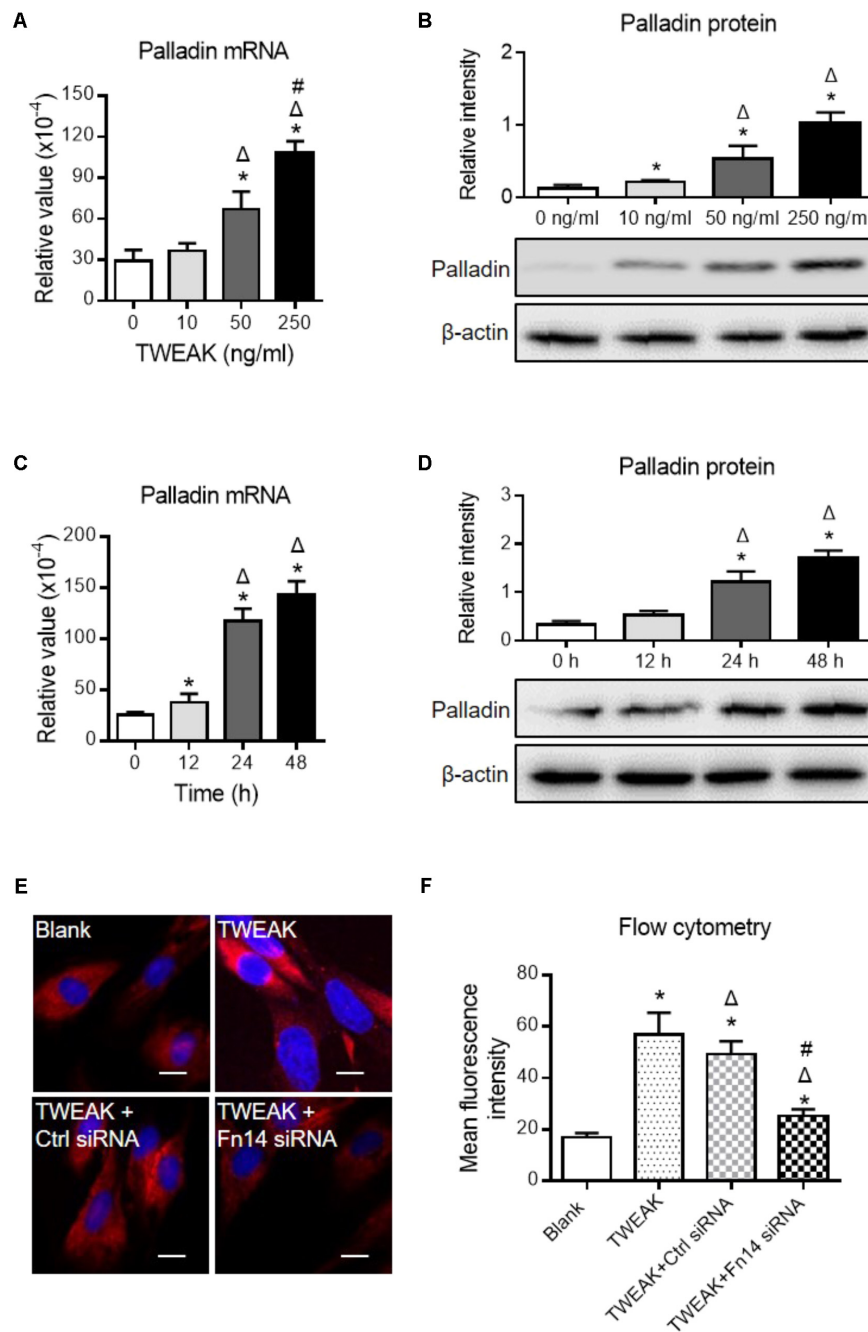 A
Palladin mRNA
Relative value (x10⁻⁴)
150
120
90
60
30
0
#
Δ
*
Δ
*
0 10 50 250
TWEAK (ng/ml)
B
Palladin protein
Relative intensity
2
1
0
*
Δ
*
Δ
*
0 ng/ml 10 ng/ml 50 ng/ml 250 ng/m
Palladin
β-actin
C
Palladin mRNA
Relative value (x10⁻⁴)
200
150
100
50
0
*
Δ
*
Δ
*
0 12 24 48
Time (h)
D
Palladin protein
Relative intensity
3
2
1
0
Δ
*
Δ
*
0 h 12 h 24 h 48 h
Palladin
β-actin
E
Blank
TWEAK
TWEAK +
Ctrl siRNA
TWEAK +
Fn14 siRNA
F
Flow cytometry
Mean fluorescence
intensity
80
60
40
20
0
*
Δ
*
#
Δ
*
Blank
TWEAK
TWEAK+Ctrl siRNA
TWEAK+Fn14 siRNA